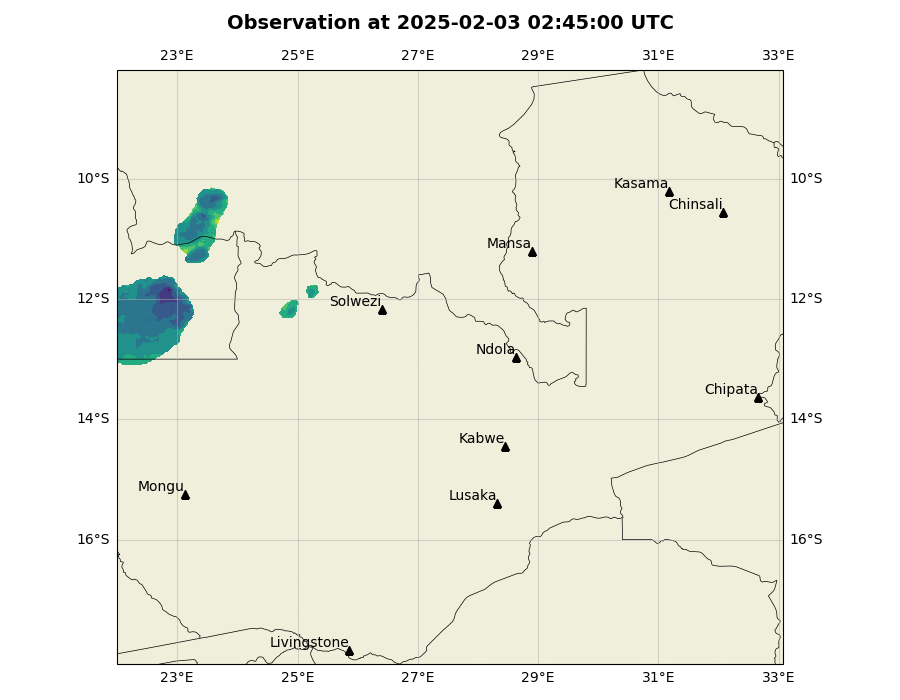 Observation at 2025-02-03 02:45:00 UTC
23°E 25°E 27°E 29°E 31°E 33°E
10°S 10°S
Kasama
Chinsali
Mansa
12°S 12°S
Solwezi
Ndola
Chipata
14°S 14°S
Kabwe
Mongu
Lusaka
16°S 16°S
Livingstone
23°E 25°E 27°E 29°E 31°E 33°E